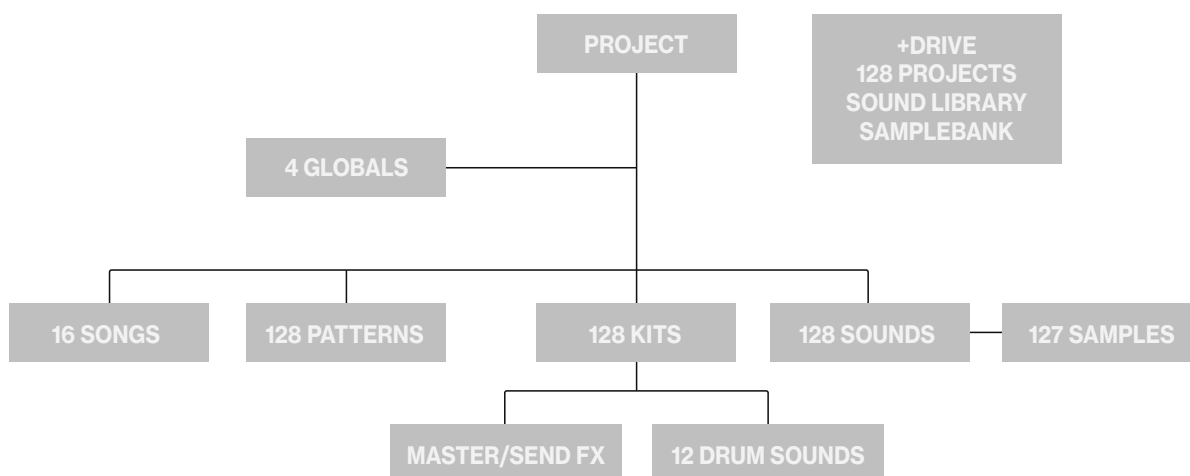 PROJECT
+DRIVE
128 PROJECTS
SOUND LIBRARY
SAMPLEBANK
4 GLOBALS
16 SONGS
128 PATTERNS
128 KITS
128 SOUNDS
127 SAMPLES
MASTER/SEND FX
12 DRUM SOUNDS